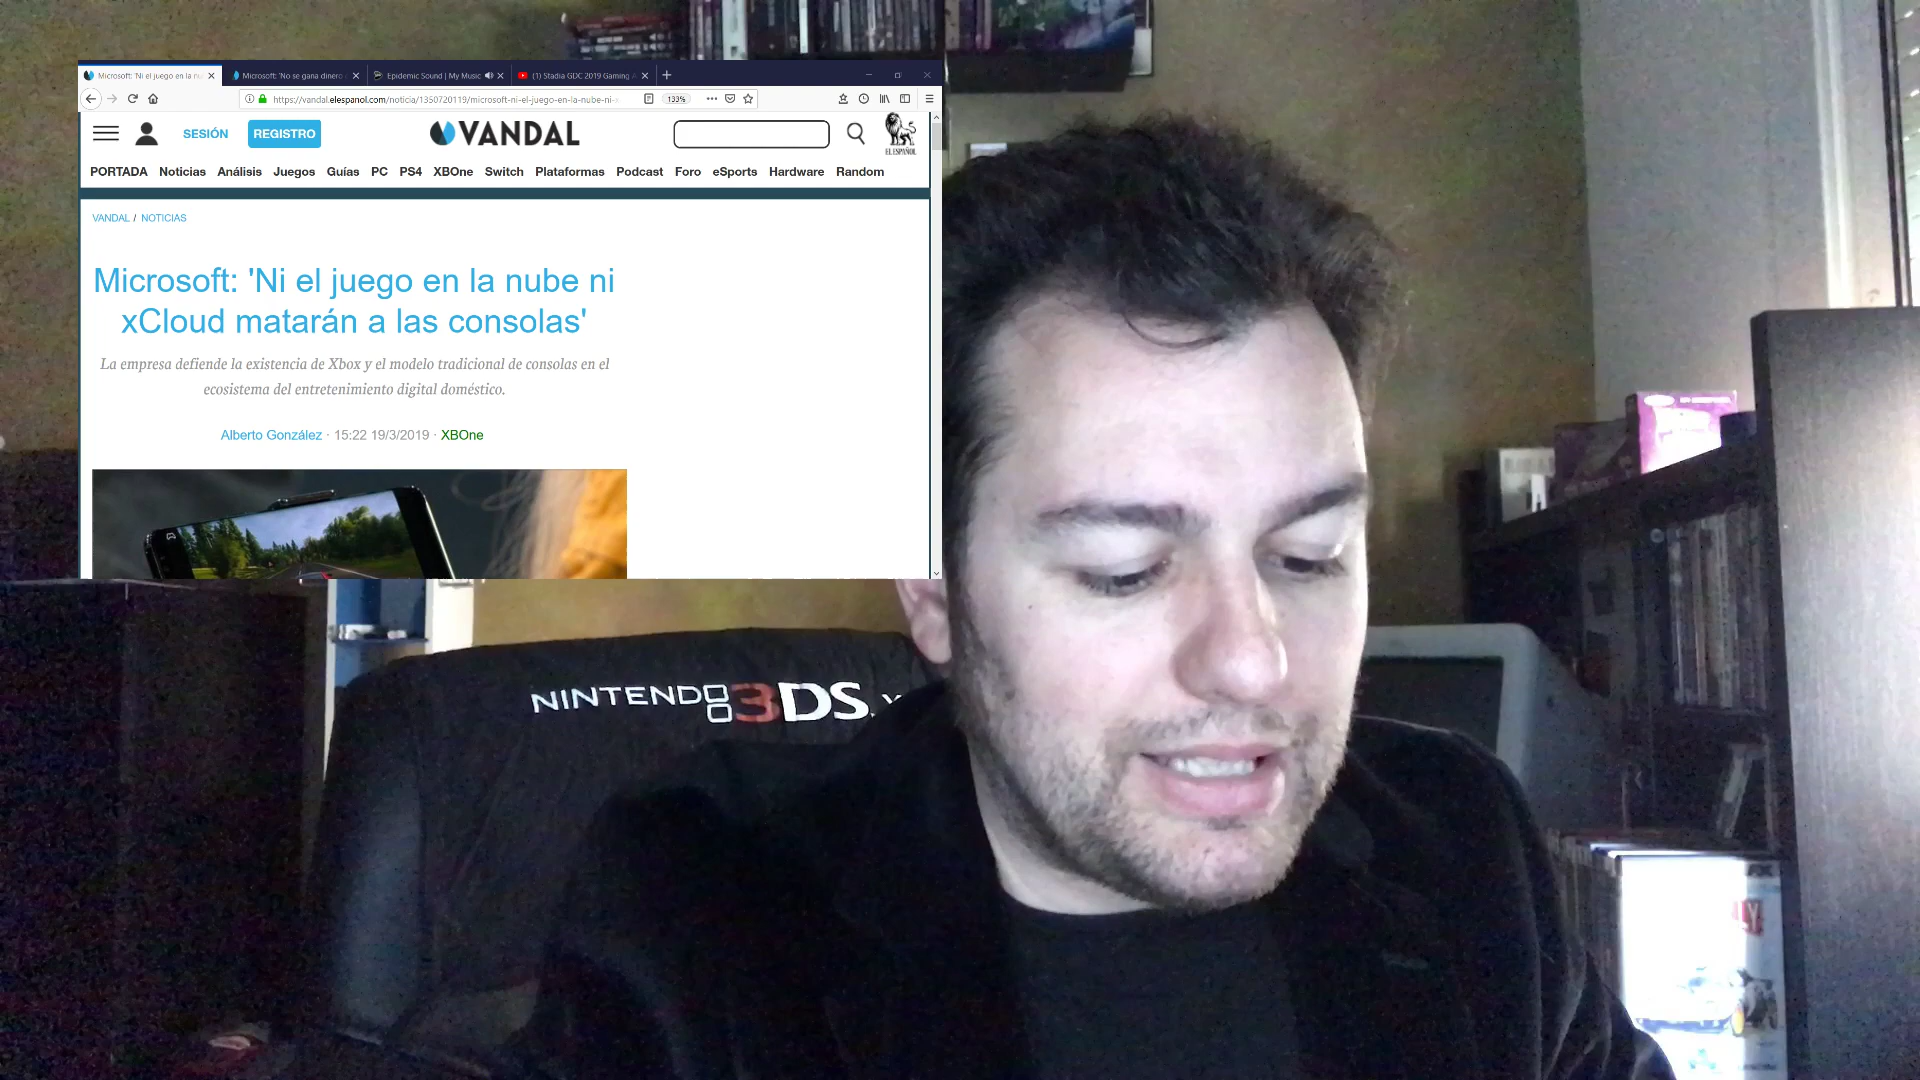 Microsoft: 'Ni el juego en la nu
Microsoft: 'No se gana dinero
Epidemic Sound | My Music
(1) Stadia GDC 2019 Gaming
https://vandal.elespanol.com/noticia/1350720119/microsoft-ni-el-juego-en-la-nube-ni-x
133%
SESIÓN
REGISTRO
VANDAL
EL ESPAÑOL
PORTADA Noticias Análisis Juegos Guías PC PS4 XBOne Switch Plataformas Podcast Foro eSports Hardware Random
VANDAL / NOTICIAS
Microsoft: 'Ni el juego en la nube ni
xCloud matarán a las consolas'
La empresa defiende la existencia de Xbox y el modelo tradicional de consolas en el
ecosistema del entretenimiento digital doméstico.
Alberto González · 15:22 19/3/2019 · XBOne
NINTENDO 3DS